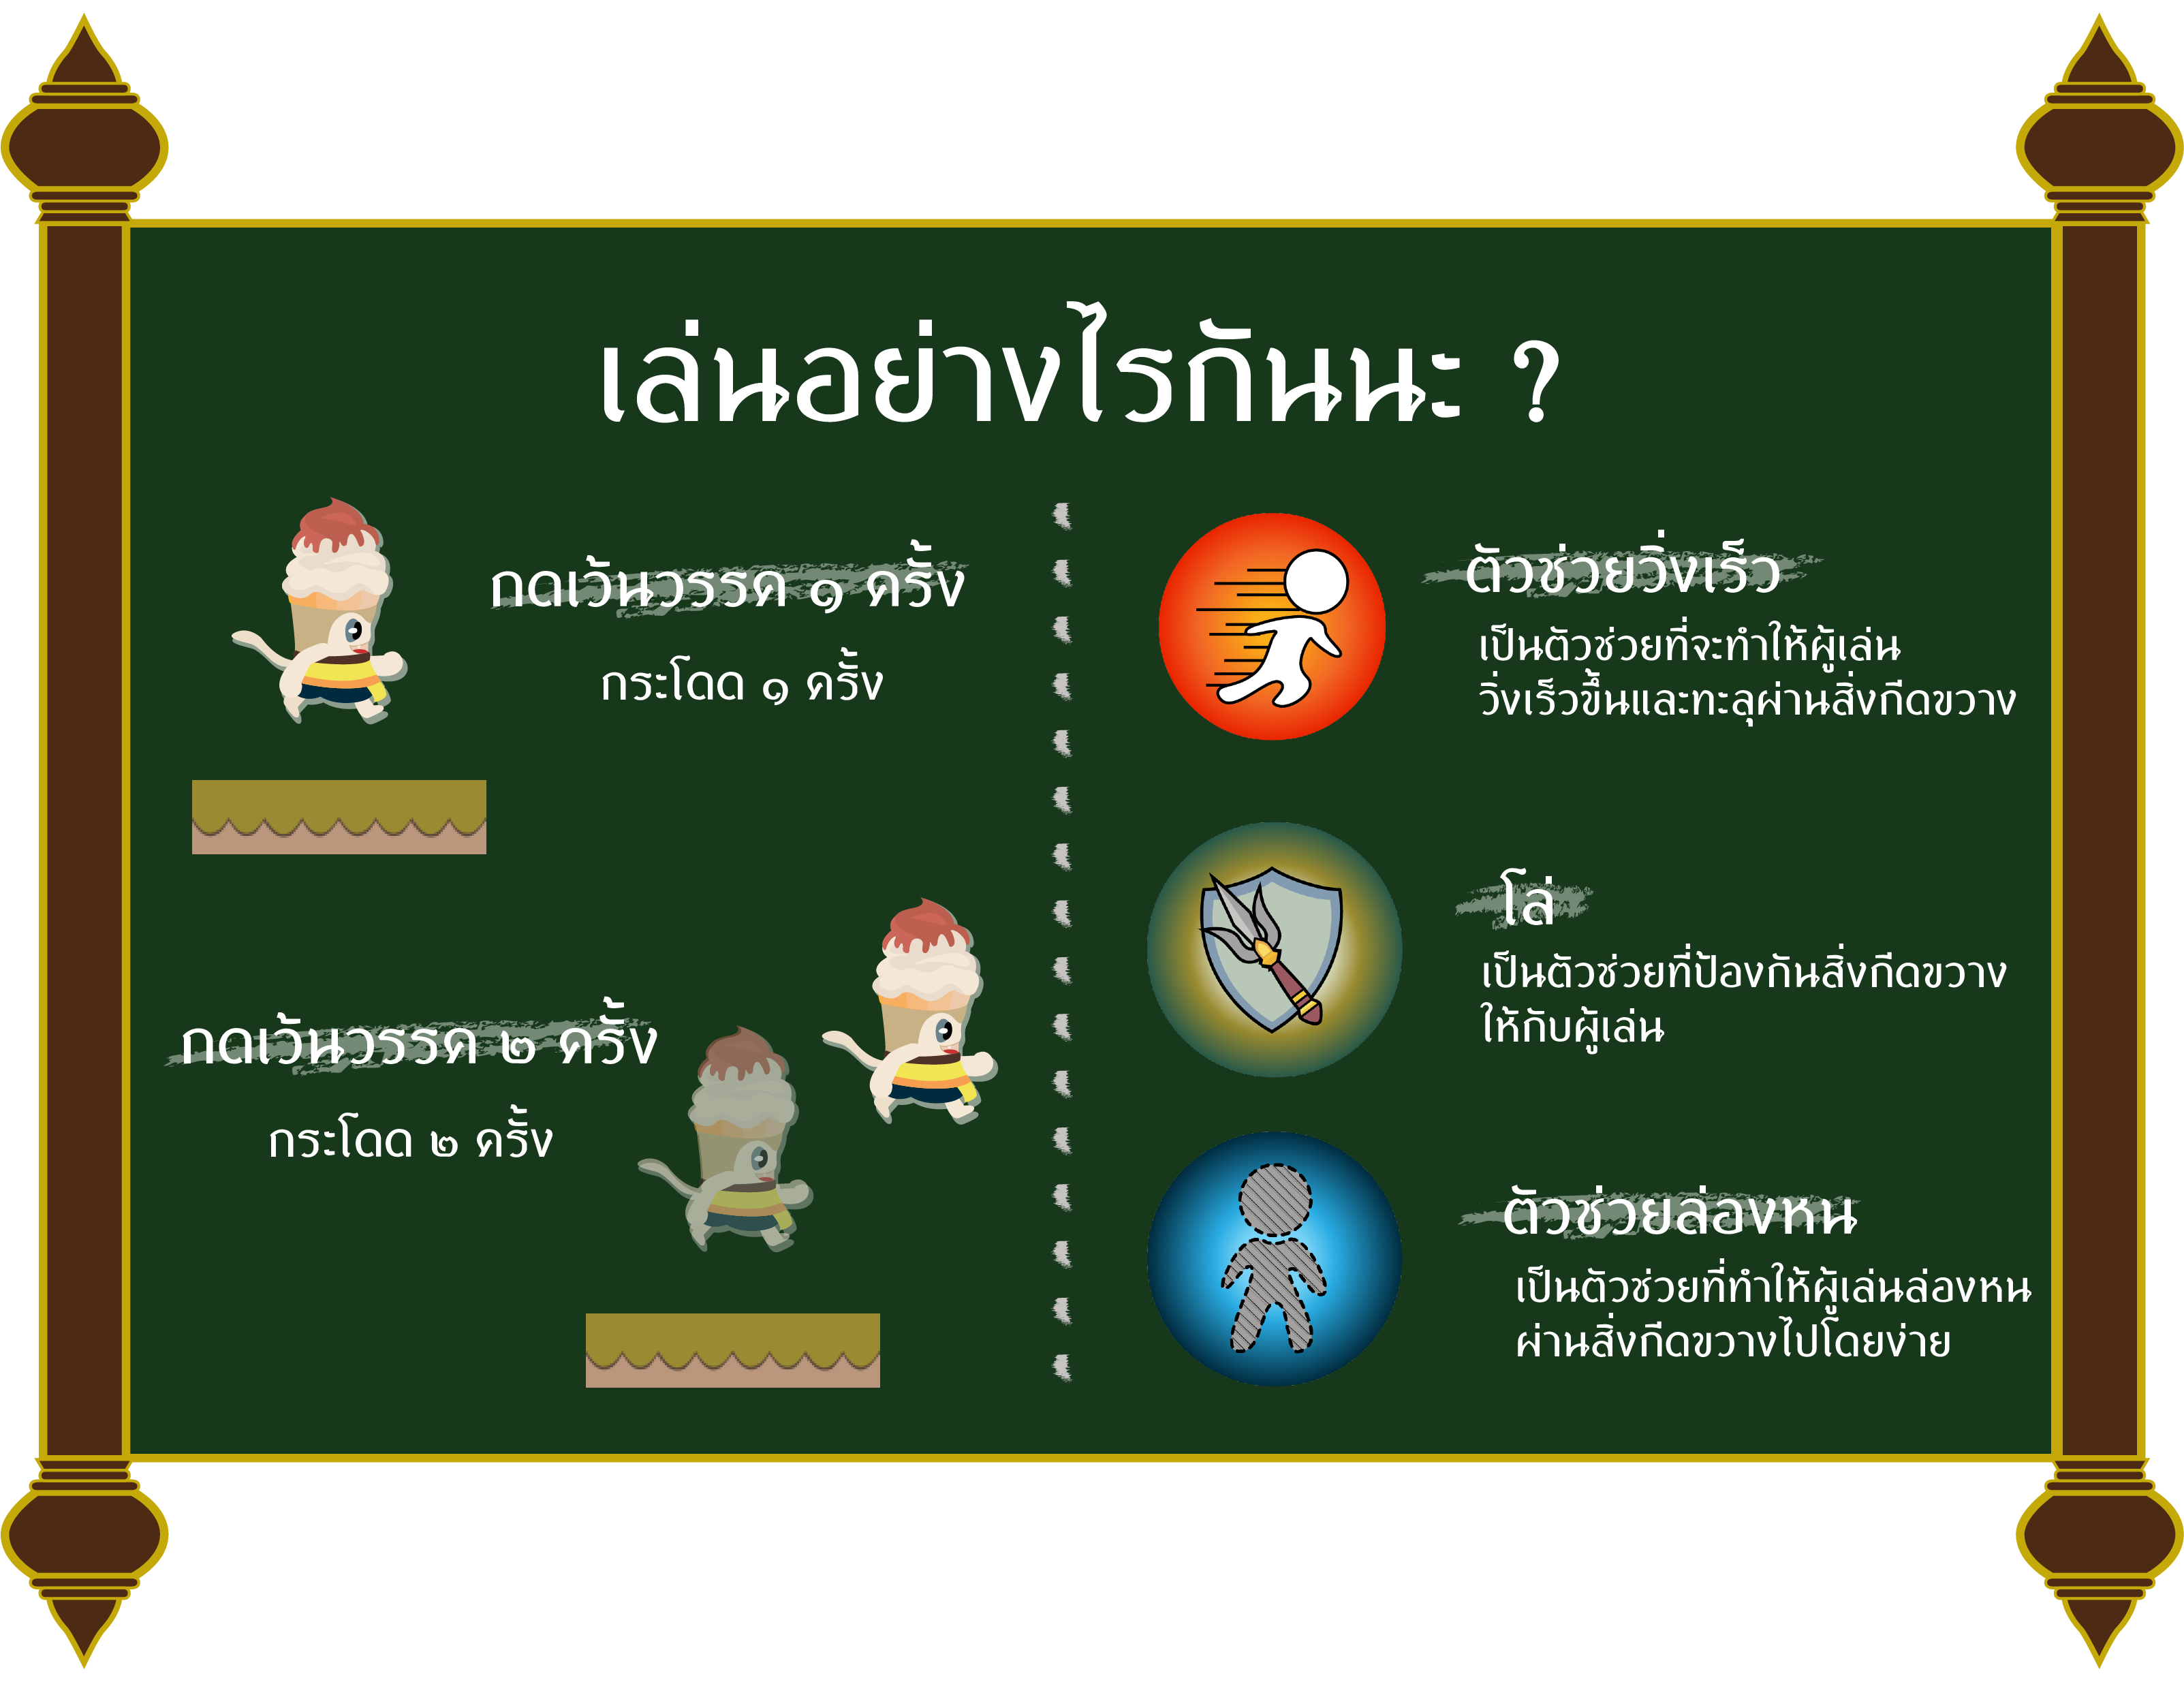 เล่นอย่างไรกันนะ ?
กดเว้นวรรค ๑ ครั้ง
กระโดด ๑ ครั้ง
กดเว้นวรรค ๒ ครั้ง
กระโดด ๒ ครั้ง
ตัวช่วยวิ่งเร็ว
เป็นตัวช่วยที่จะทำให้ผู้เล่น
วิ่งเร็วขึ้นและทะลุผ่านสิ่งกีดขวาง
โล่
เป็นตัวช่วยที่ป้องกันสิ่งกีดขวาง
ให้กับผู้เล่น
ตัวช่วยล่องหน
เป็นตัวช่วยที่ทำให้ผู้เล่นล่องหน
ผ่านสิ่งกีดขวางไปโดยง่าย